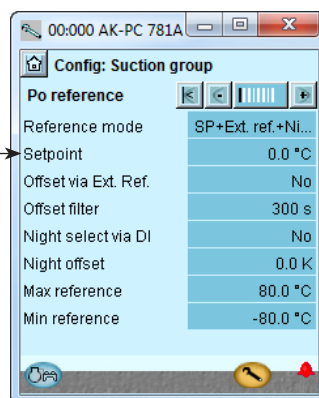 00:000 AK-PC 781A
Config: Suction group
Po reference
Reference mode SP+Ext. ref.+Ni...
Setpoint 0.0 °C
Offset via Ext. Ref. No
Offset filter 300 s
Night select via DI No
Night offset 0.0 K
Max reference 80.0 °C
Min reference -80.0 °C